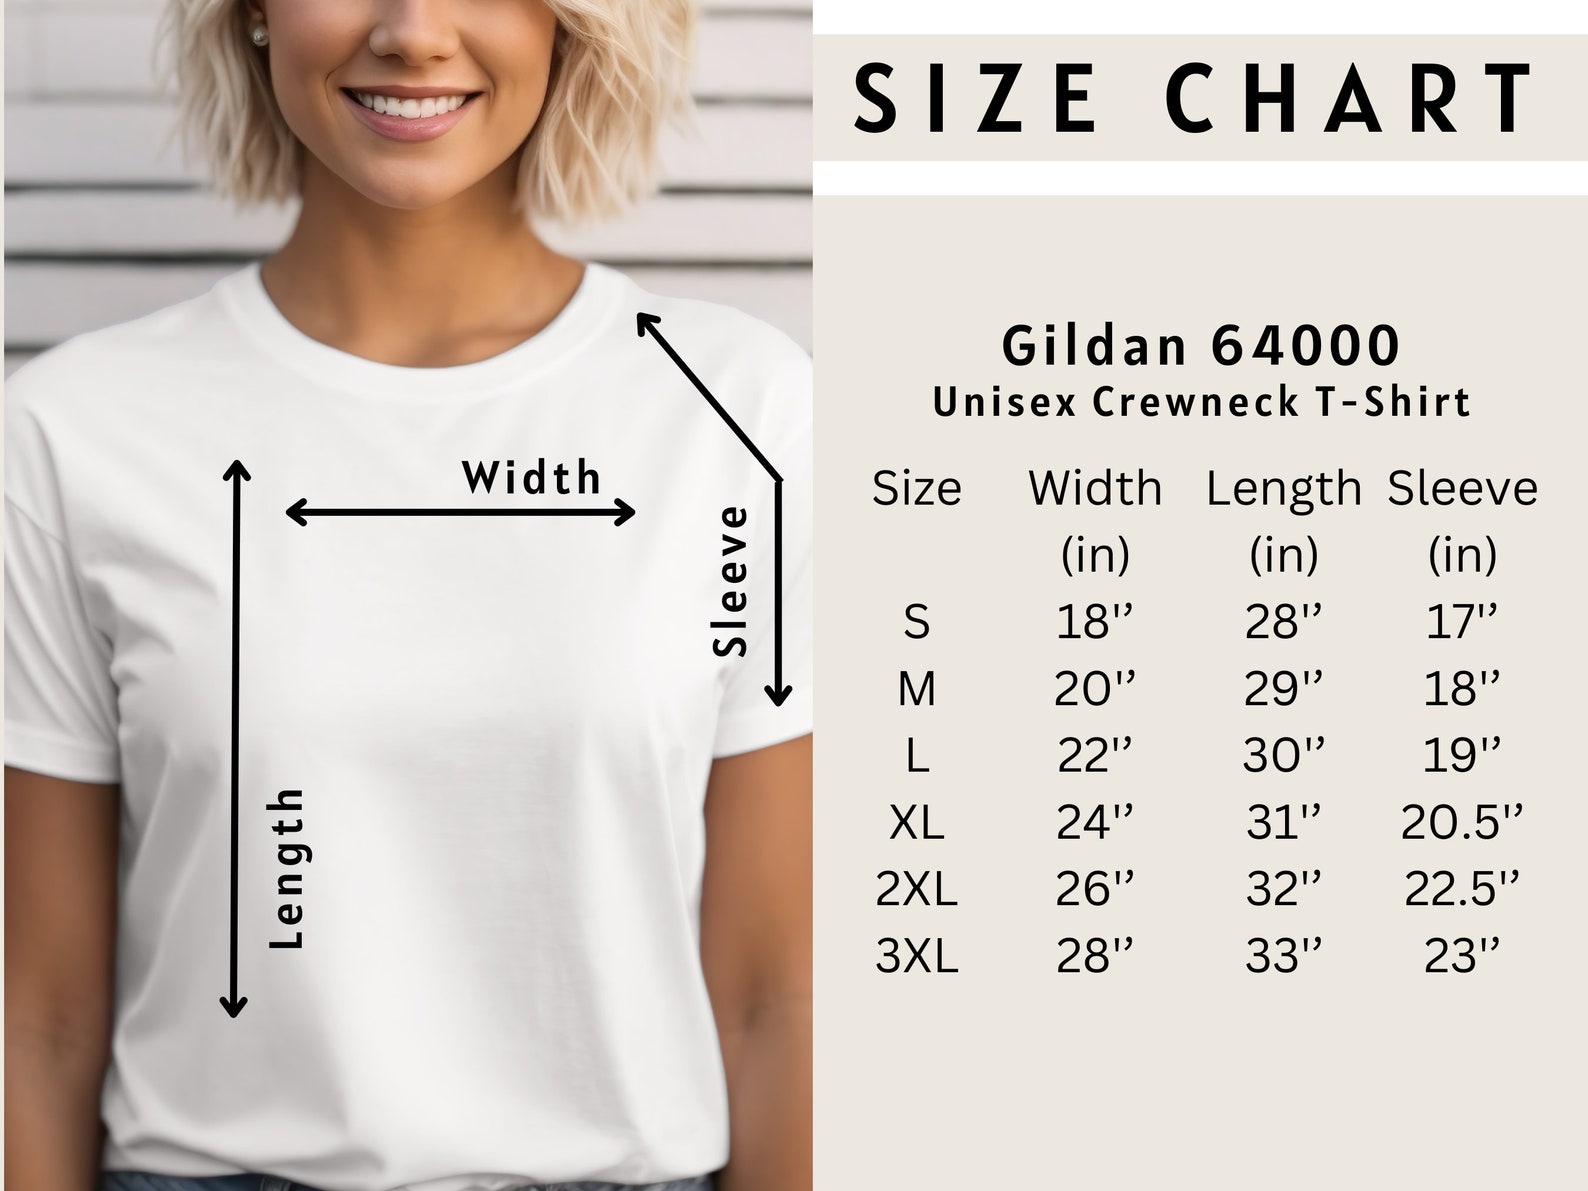 SIZE CHART
Gildan 64000
Unisex Crewneck T-Shirt
Width
Sleeve
Length
Size Width Length Sleeve
(in) (in) (in)
S 18'’ 28'’ 17'’
M 20'’ 29'’ 18'’
L 22'’ 30'’ 19'’
XL 24'’ 31'’ 20.5'’
2XL 26'’ 32'’ 22.5'’
3XL 28'’ 33'’ 23'’